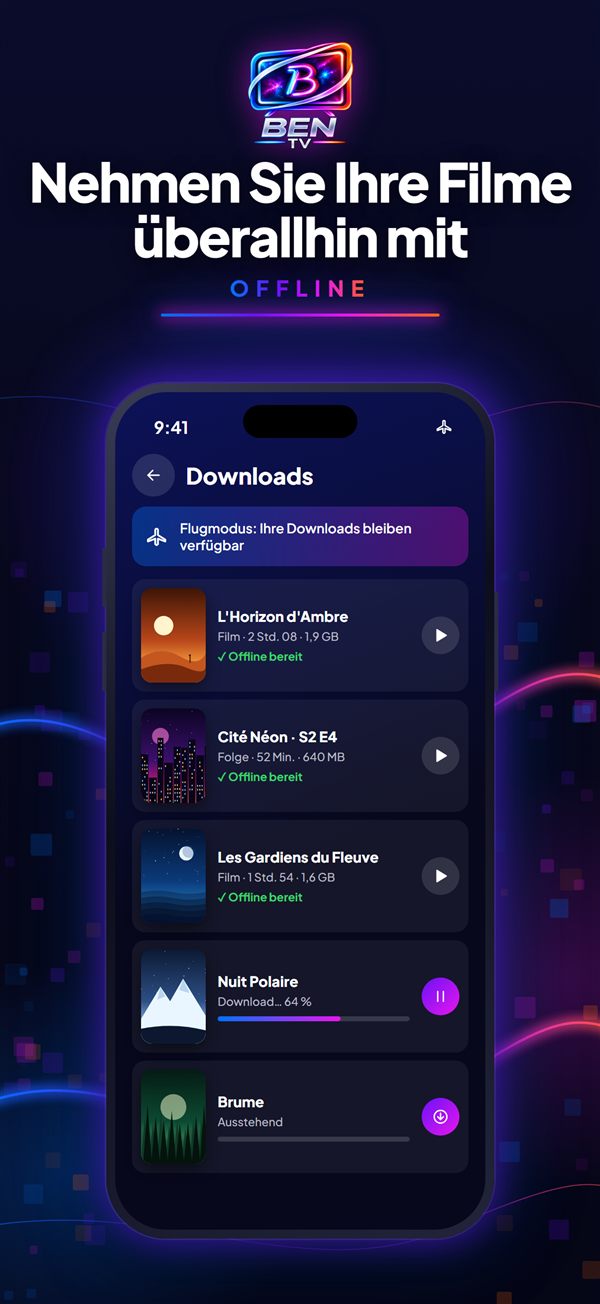 B
BEN
TV
Nehmen Sie Ihre Filme
überallhin mit
OFFLINE
9:41
Downloads
Flugmodus: Ihre Downloads bleiben
verfügbar
L'Horizon d'Ambre
Film · 2 Std. 08 · 1,9 GB
✓ Offline bereit
Cité Néon · S2 E4
Folge · 52 Min. · 640 MB
✓ Offline bereit
Les Gardiens du Fleuve
Film · 1 Std. 54 · 1,6 GB
✓ Offline bereit
Nuit Polaire
Download… 64 %
Brume
Ausstehend